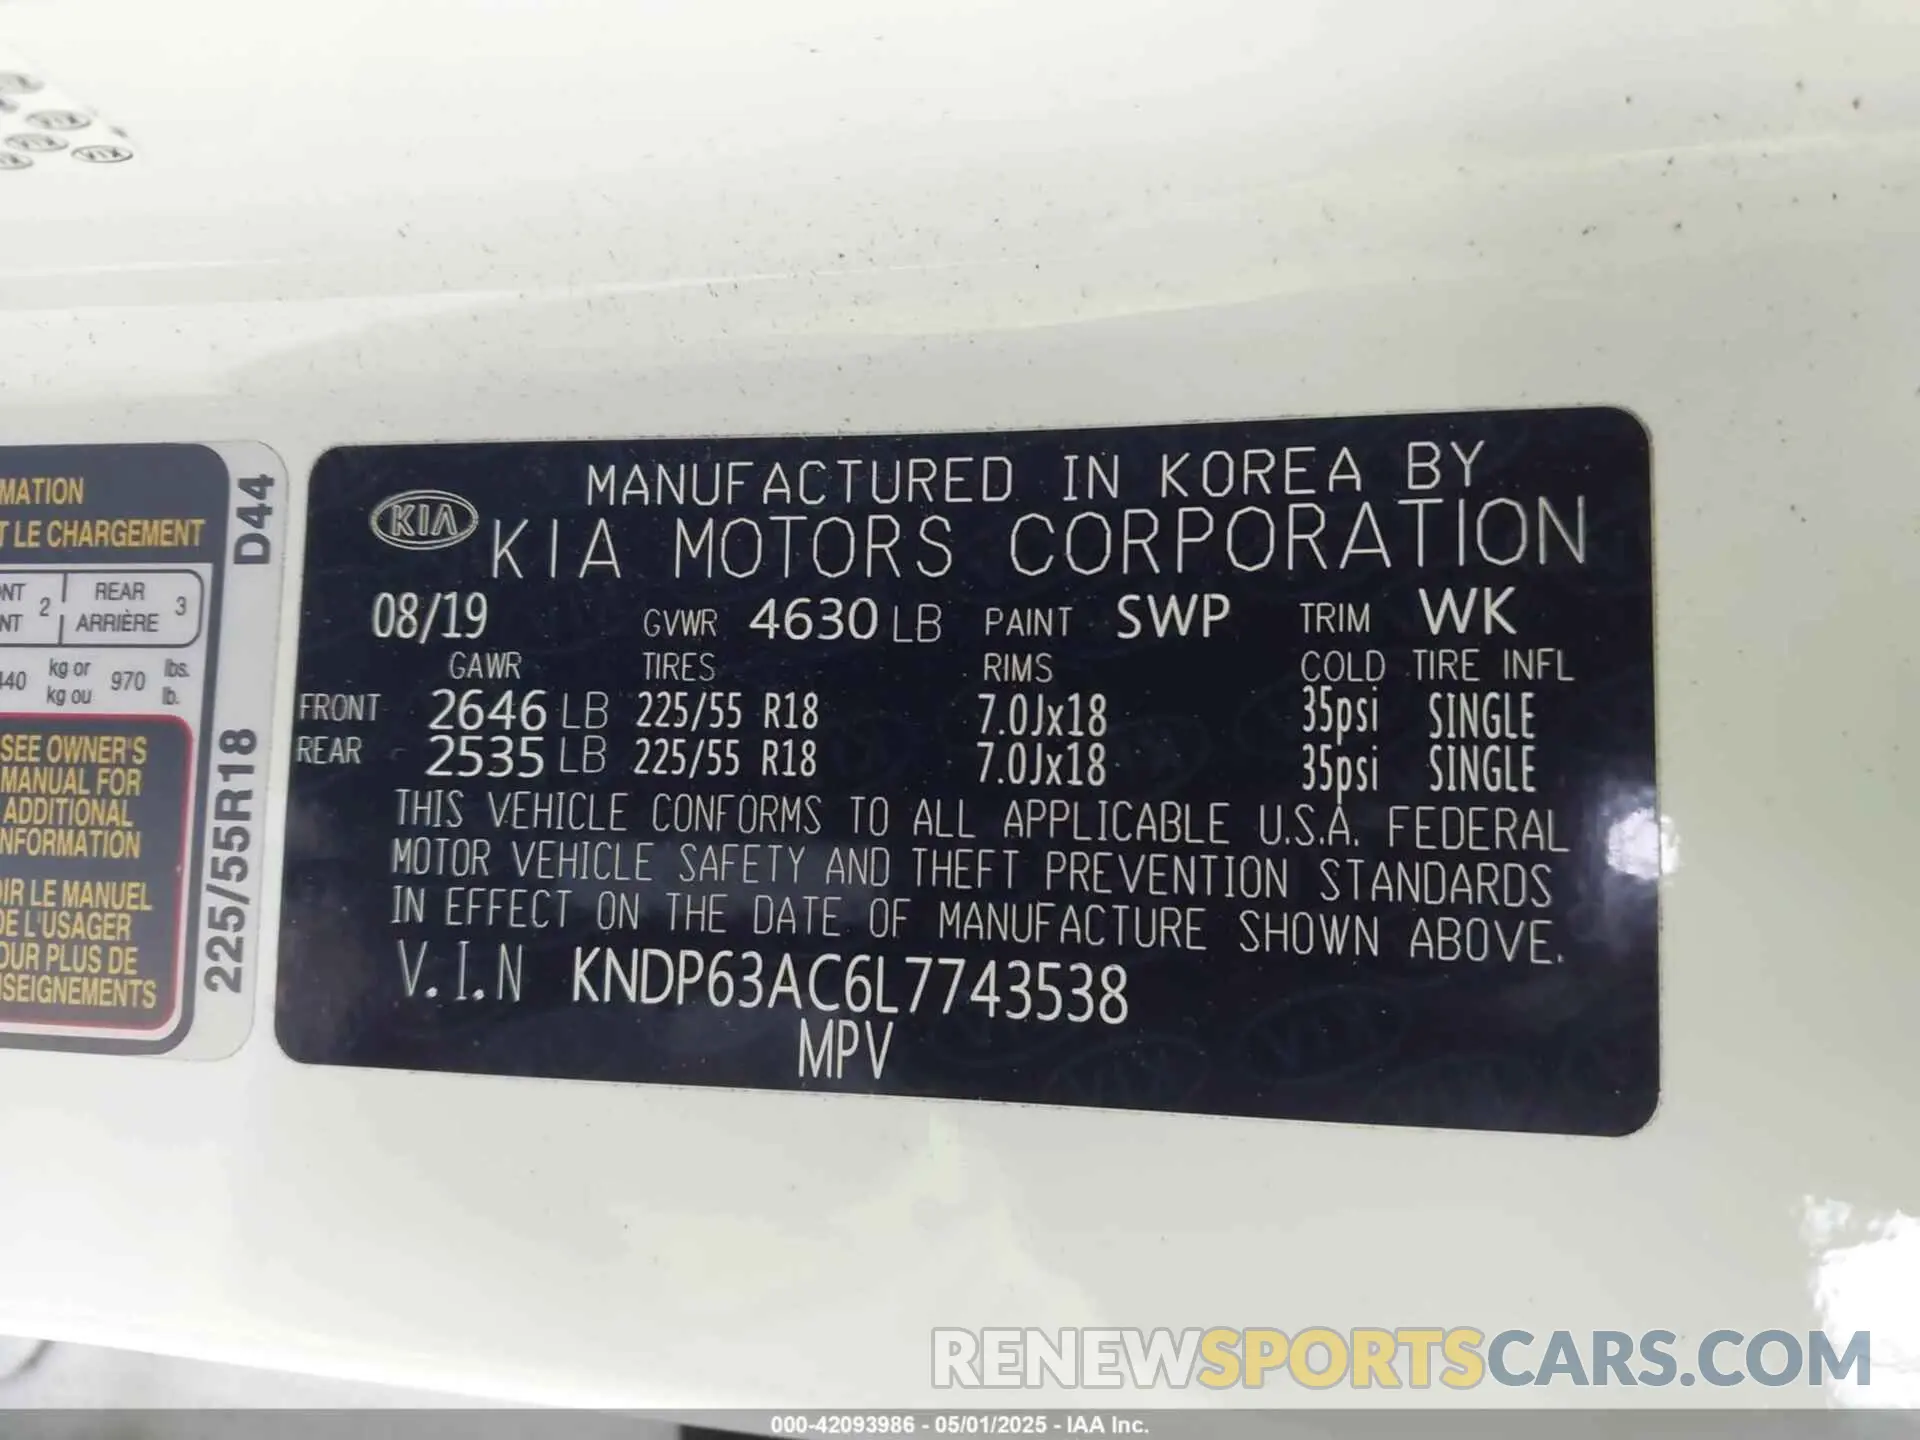 KIA
KIA
KIA
MATION
T LE CHARGEMENT
NT 2 REAR 3
NT ARRIÈRE
440 kg or 970 lbs.
kg ou lb.
SEE OWNER'S
MANUAL FOR
ADDITIONAL
NFORMATION
IR LE MANUEL
DE L'USAGER
OUR PLUS DE
SEIGNEMENTS
225/55R18 D44
MANUFACTURED IN KOREA BY
KIA KIA MOTORS CORPORATION
08/19 GVWR 4630 LB PAINT SWP TRIM WK
GAWR TIRES RIMS COLD TIRE INFL
FRONT 2646 LB 225/55 R18 7.0Jx18 35psi SINGLE
REAR 2535 LB 225/55 R18 7.0Jx18 35psi SINGLE
THIS VEHICLE CONFORMS TO ALL APPLICABLE U.S.A. FEDERAL
MOTOR VEHICLE SAFETY AND THEFT PREVENTION STANDARDS
IN EFFECT ON THE DATE OF MANUFACTURE SHOWN ABOVE.
V.I.N KNDP63AC6L7743538
MPV
RENEWSPORTSCARS.COM
000-42093986 - 05/01/2025 - IAA Inc.